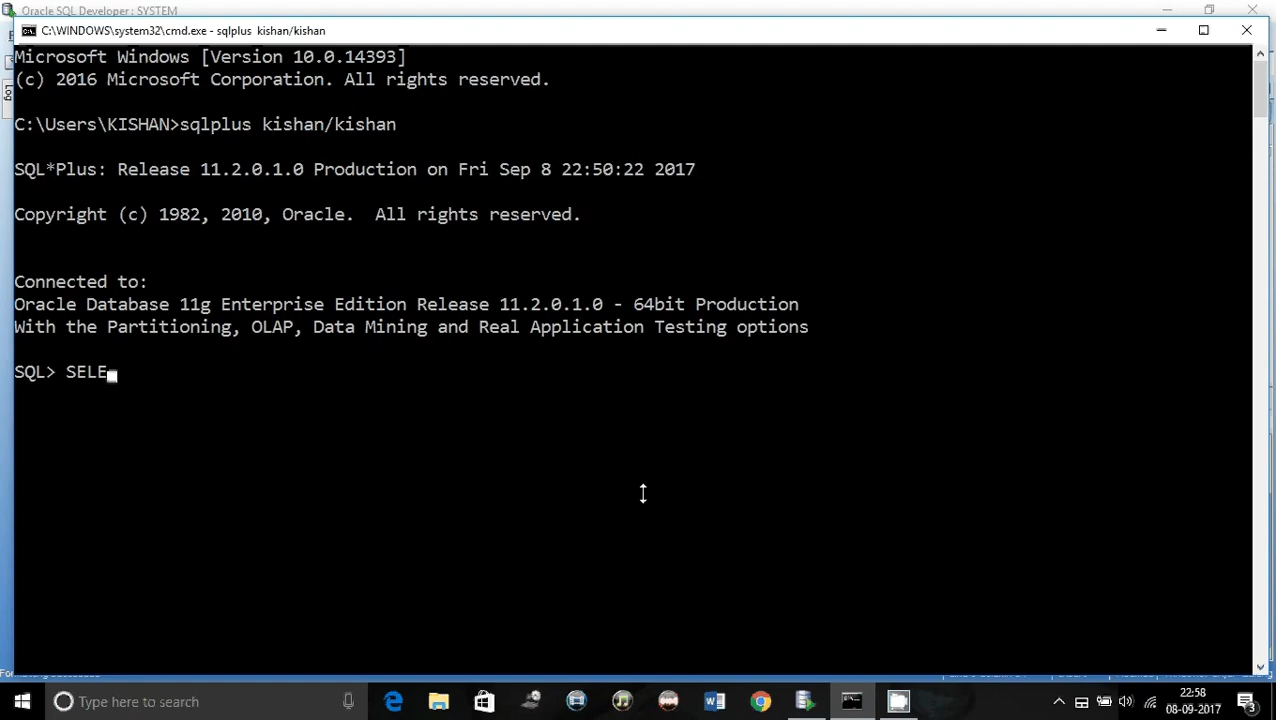 Oracle SQL Developer : SYSTEM
C:\WINDOWS\system32\cmd.exe - sqlplus kishan/kishan
Microsoft Windows [Version 10.0.14393]
(c) 2016 Microsoft Corporation. All rights reserved.
C:\Users\KISHAN>sqlplus kishan/kishan
SQL*Plus: Release 11.2.0.1.0 Production on Fri Sep 8 22:50:22 2017
Copyright (c) 1982, 2010, Oracle. All rights reserved.
Connected to:
Oracle Database 11g Enterprise Edition Release 11.2.0.1.0 - 64bit Production
With the Partitioning, OLAP, Data Mining and Real Application Testing options
SQL> SELE
Log
Type here to search
22:58
08-09-2017
3